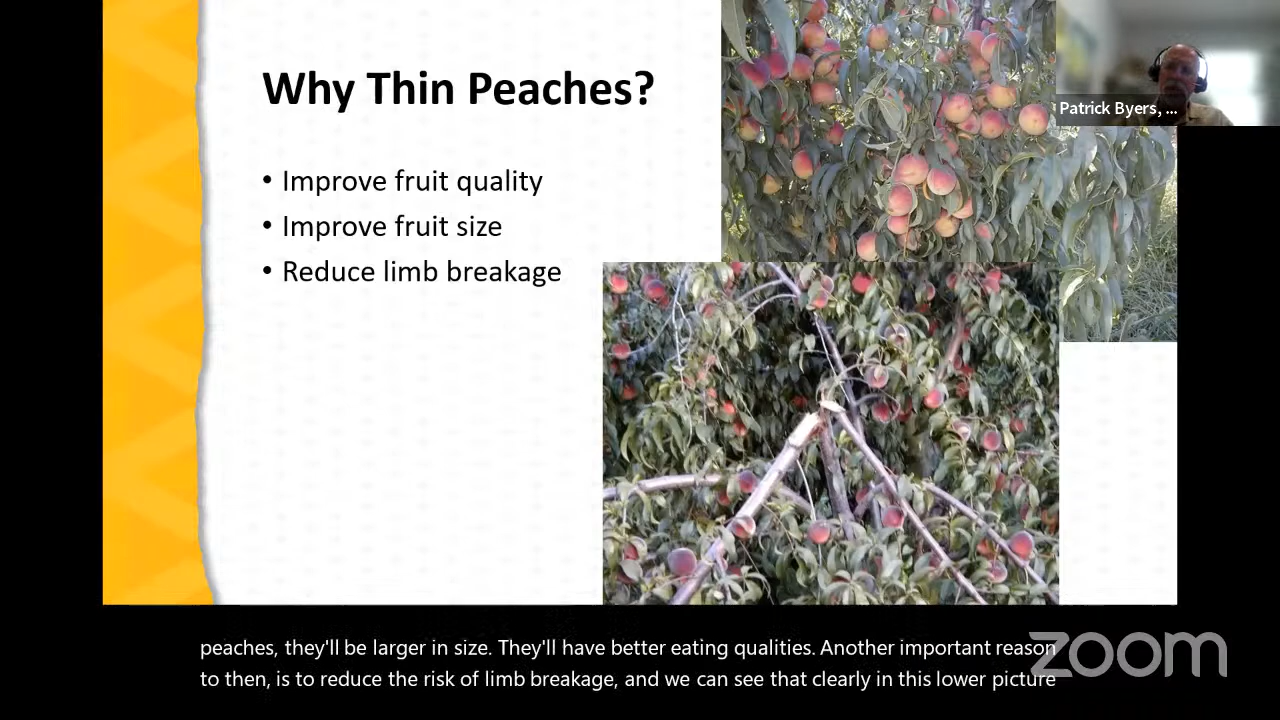 Why Thin Peaches?
Patrick Byers, ...
• Improve fruit quality
• Improve fruit size
• Reduce limb breakage
peaches, they'll be larger in size. They'll have better eating qualities. Another important reason
to then, is to reduce the risk of limb breakage, and we can see that clearly in this lower picture
zoom